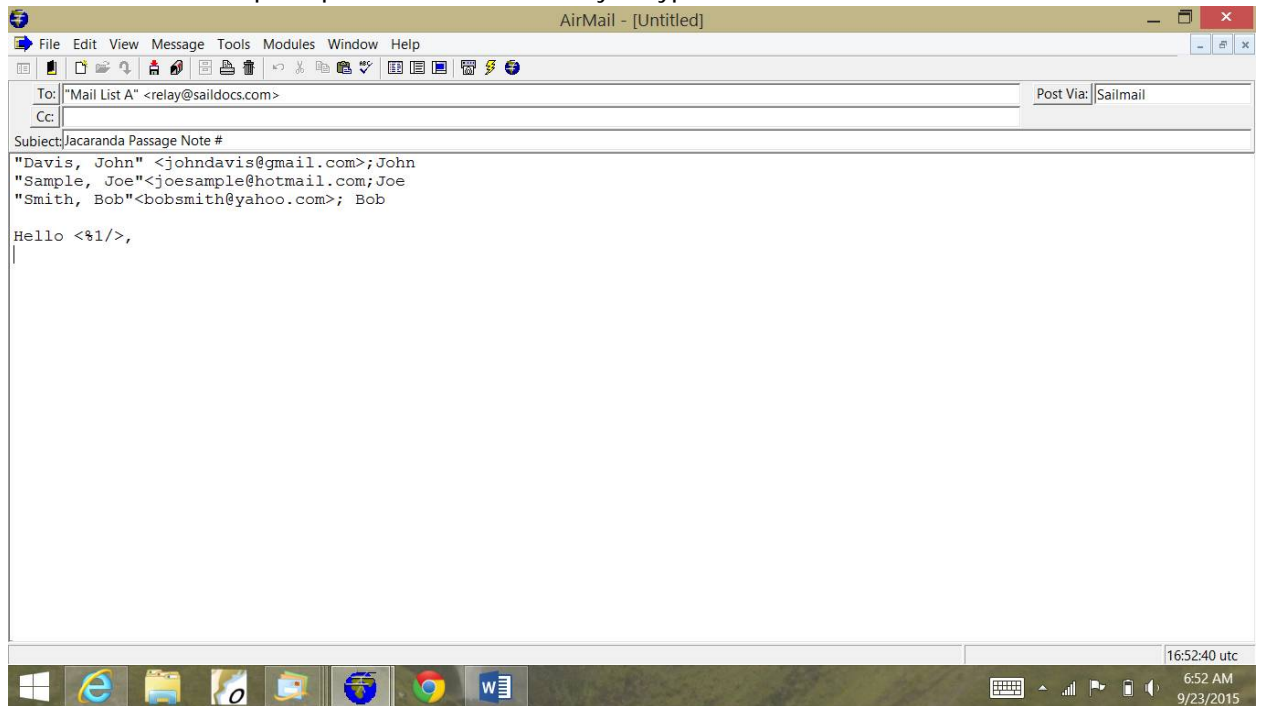 AirMail - [Untitled]
File Edit View Message Tools Modules Window Help
To: "Mail List A" <relay@saildocs.com> Post Via: Sailmail
Cc:
Subject: Jacaranda Passage Note #
"Davis, John" <johndavis@gmail.com>;John
"Sample, Joe"<joesample@hotmail.com;Joe
"Smith, Bob"<bobsmith@yahoo.com>; Bob
Hello <%1/>,
16:52:40 utc
6:52 AM
9/23/2015